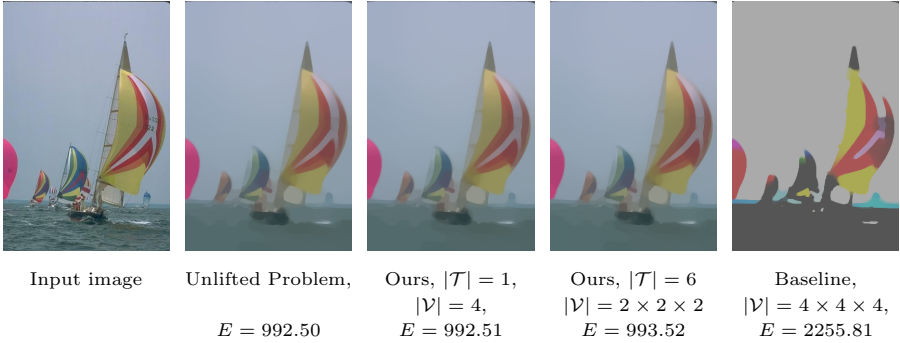 Input image
Unlifted Problem,
E = 992.50
Ours, |𝒯| = 1,
|𝒱| = 4,
E = 992.51
Ours, |𝒯| = 6
|𝒱| = 2 × 2 × 2
E = 993.52
Baseline,
|𝒱| = 4 × 4 × 4,
E = 2255.81